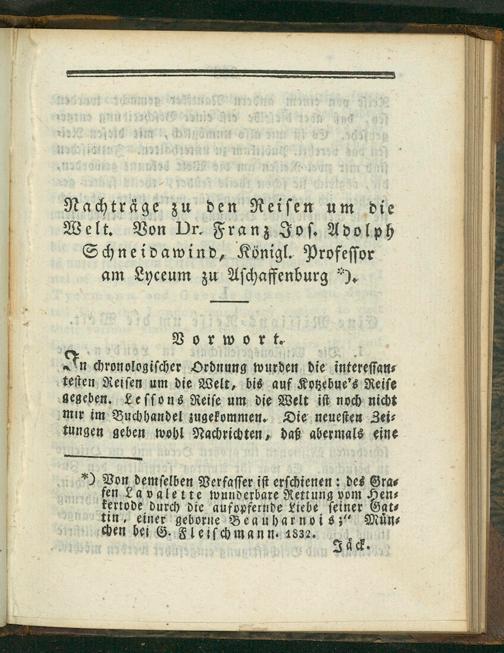 Nachträge zu den Reisen um die
Welt. Von Dr. Franz Jos. Adolph
Schneidawind, Königl. Professor
am Lyceum zu Aschaffenburg *).
Vorwort.
In chronologischer Ordnung wurden die interessan-
testen Reisen um die Welt, bis auf Kotzebue's Reise
gegeben. Lessons Reise um die Welt ist noch nicht
mir im Buchhandel zugekommen. Die neuesten Zei-
tungen geben wohl Nachrichten, daß abermals eine
*) Von demselben Verfasser ist erschienen: des Gra-
fen Lavalette wunderbare Rettung vom Hen-
kertode durch die aufopfernde Liebe seiner Gat-
tin, einer geborne Beauharnois;“ Mün-
chen bei G. Fleischmann. 1832.
Jäck.